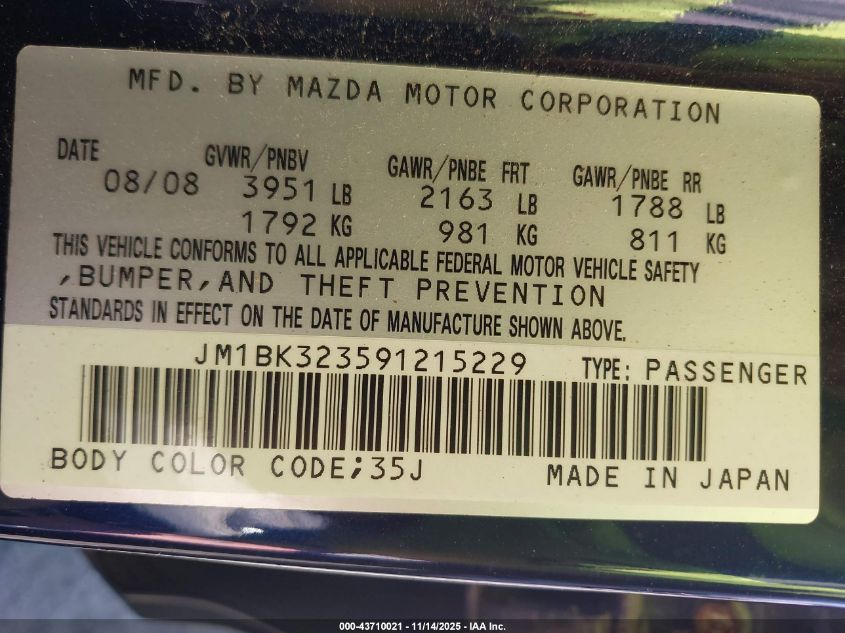 MFD. BY MAZDA MOTOR CORPORATION
DATE GVWR/PNBV GAWR/PNBE FRT GAWR/PNBE RR
08/08 3951 LB 2163 LB 1788 LB
1792 KG 981 KG 811 KG
THIS VEHICLE CONFORMS TO ALL APPLICABLE FEDERAL MOTOR VEHICLE SAFETY
,BUMPER,AND THEFT PREVENTION
STANDARDS IN EFFECT ON THE DATE OF MANUFACTURE SHOWN ABOVE.
JM1BK323591215229 TYPE: PASSENGER
BODY COLOR CODE;35J MADE IN JAPAN
000-43710021 - 11/14/2025 - IAA Inc.